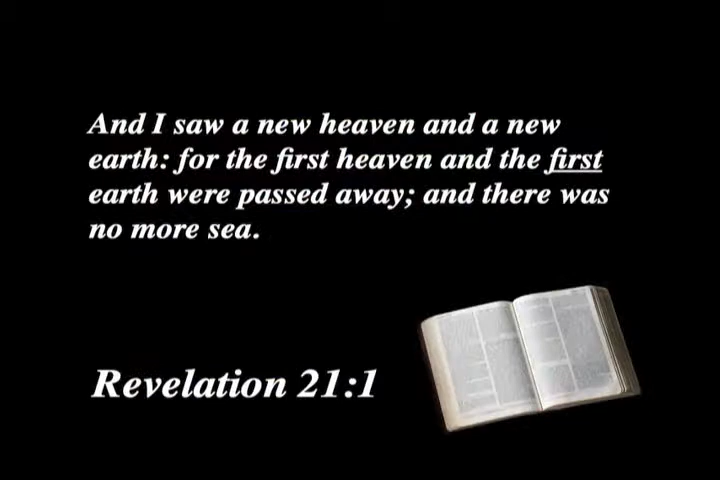 And I saw a new heaven and a new
earth: for the first heaven and the first
earth were passed away; and there was
no more sea.
Revelation 21:1